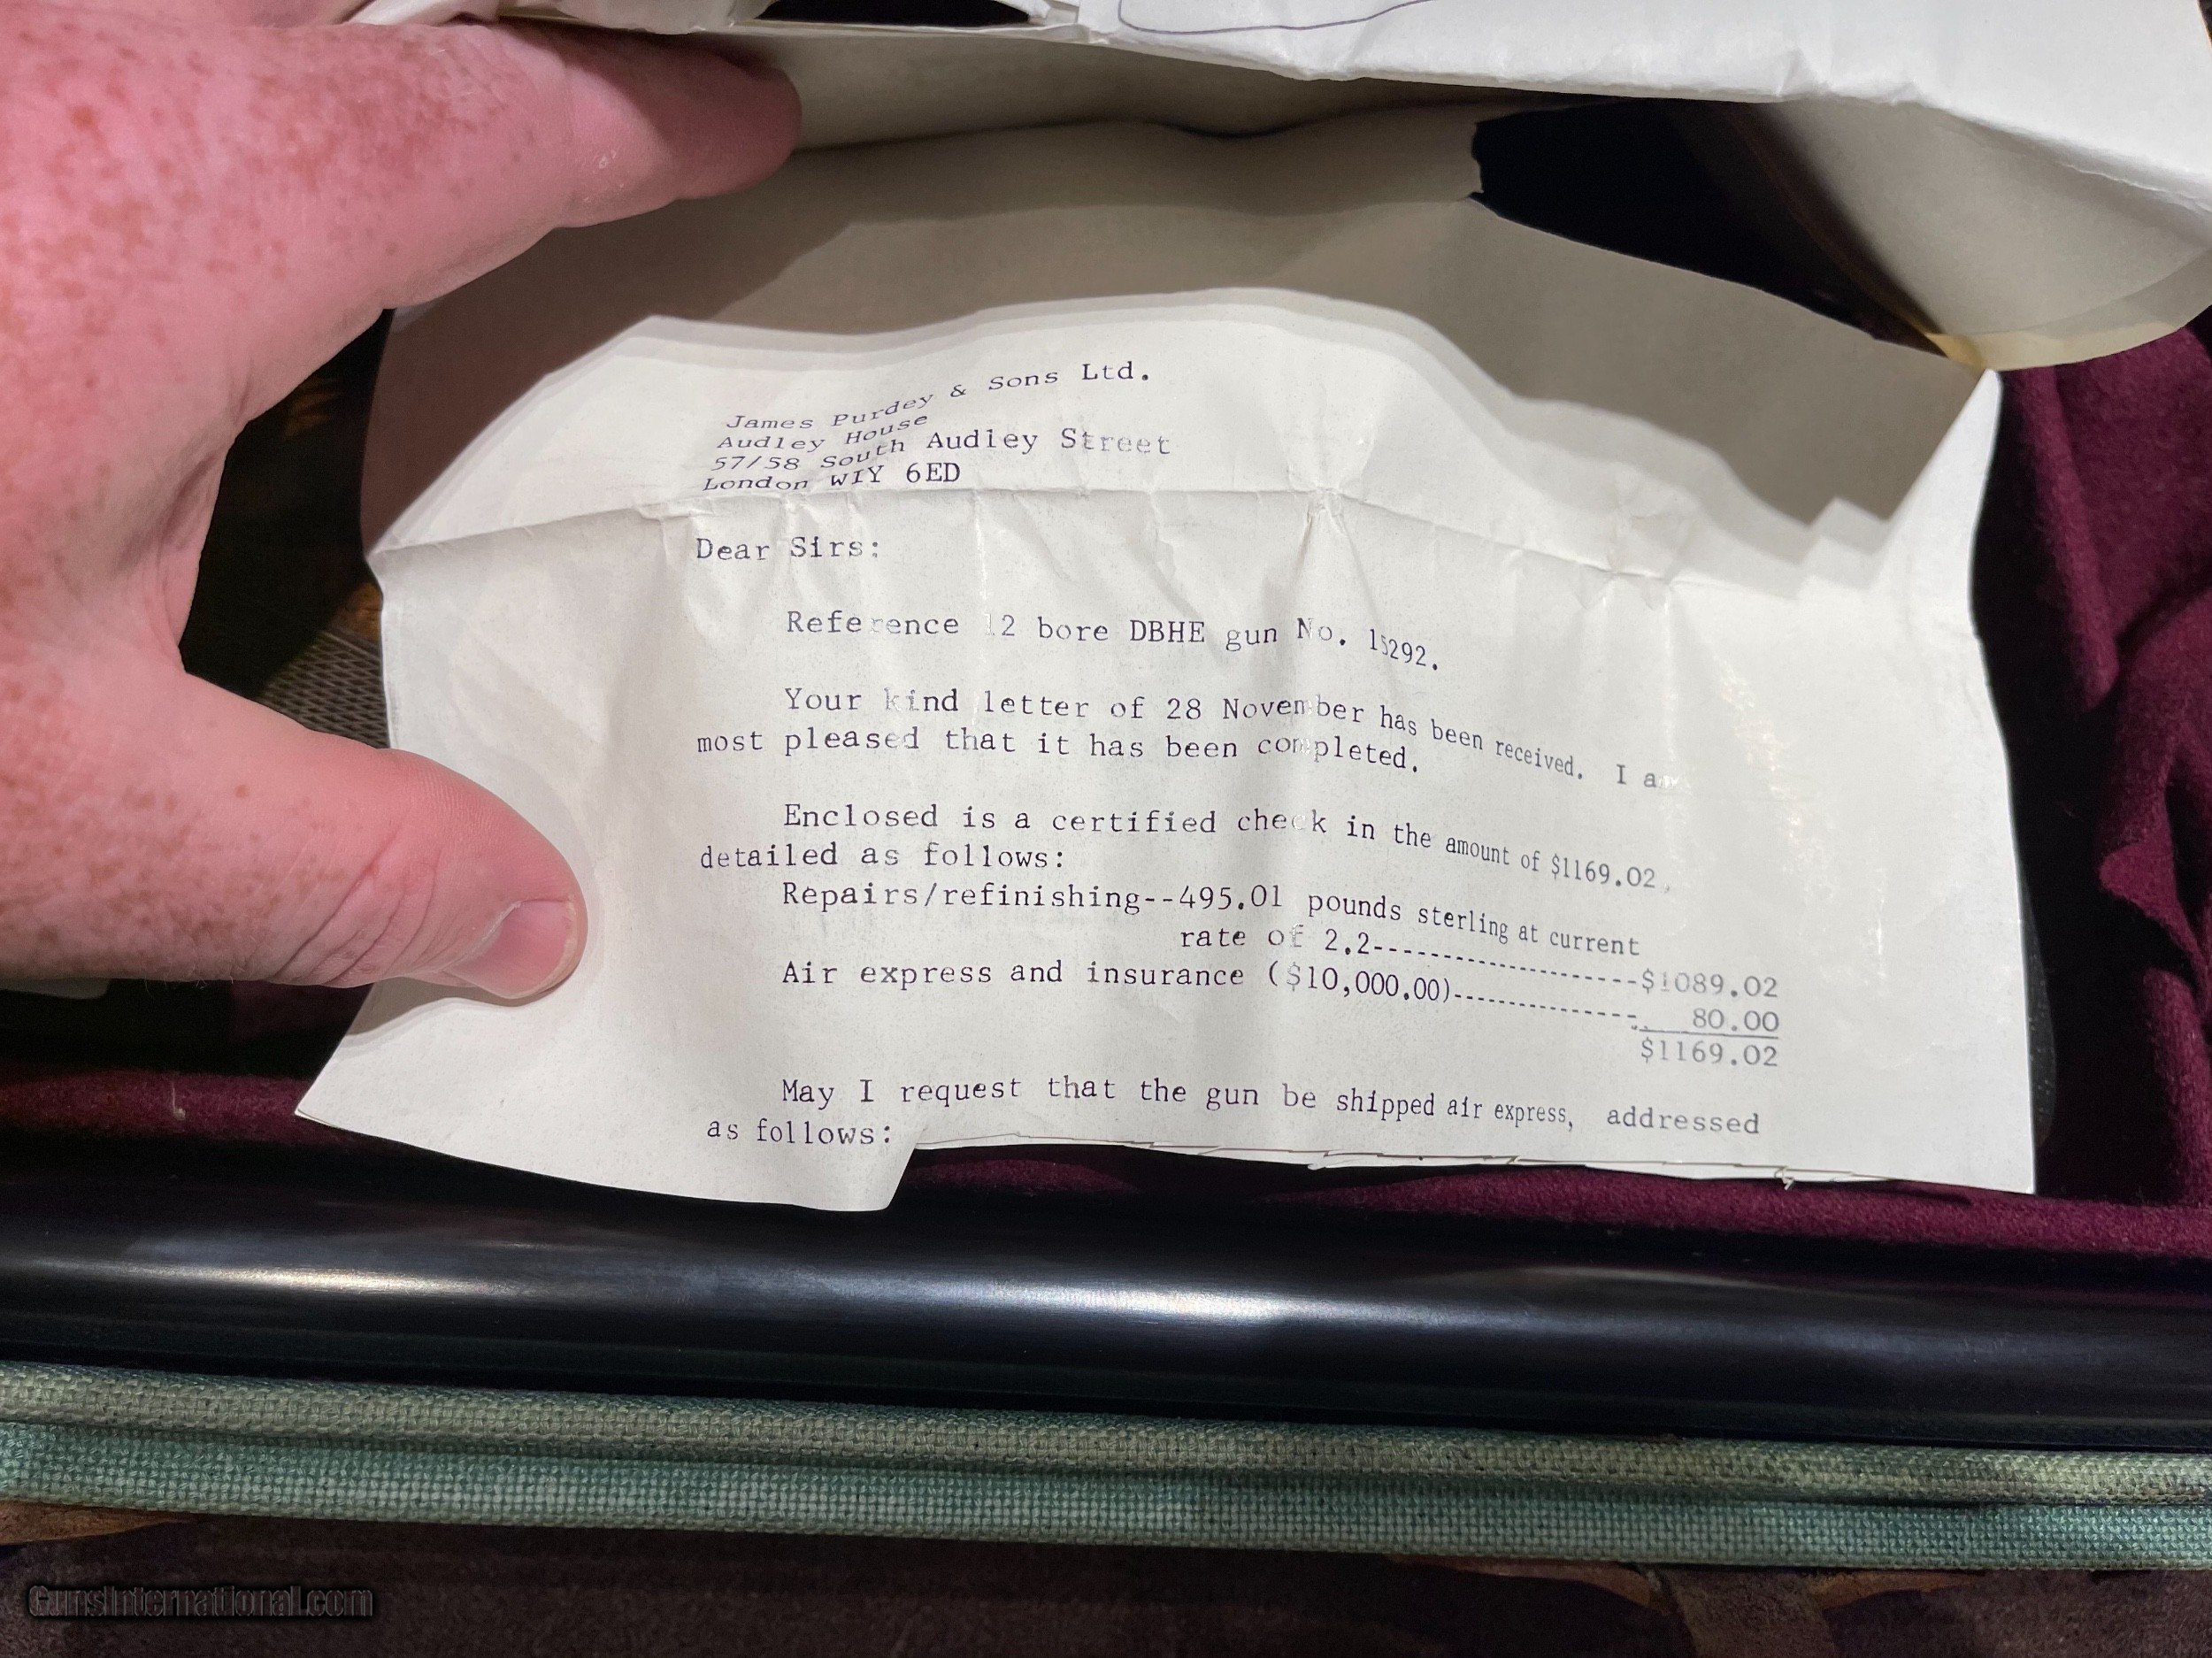 James Purdey & Sons Ltd.
Audley House
57/58 South Audley Street
London WIY 6ED
Dear Sirs:
Reference 12 bore DBHE gun No. 15292.
Your kind letter of 28 November has been received. I am
most pleased that it has been completed.
Enclosed is a certified check in the amount of $1169.02,
detailed as follows:
Repairs/refinishing--495.01 pounds sterling at current
rate of 2.2--------------------$1089.02
Air express and insurance ($10,000.00)---------------- 80.00
$1169.02
May I request that the gun be shipped air express, addressed
as follows:
GunsInternational.com